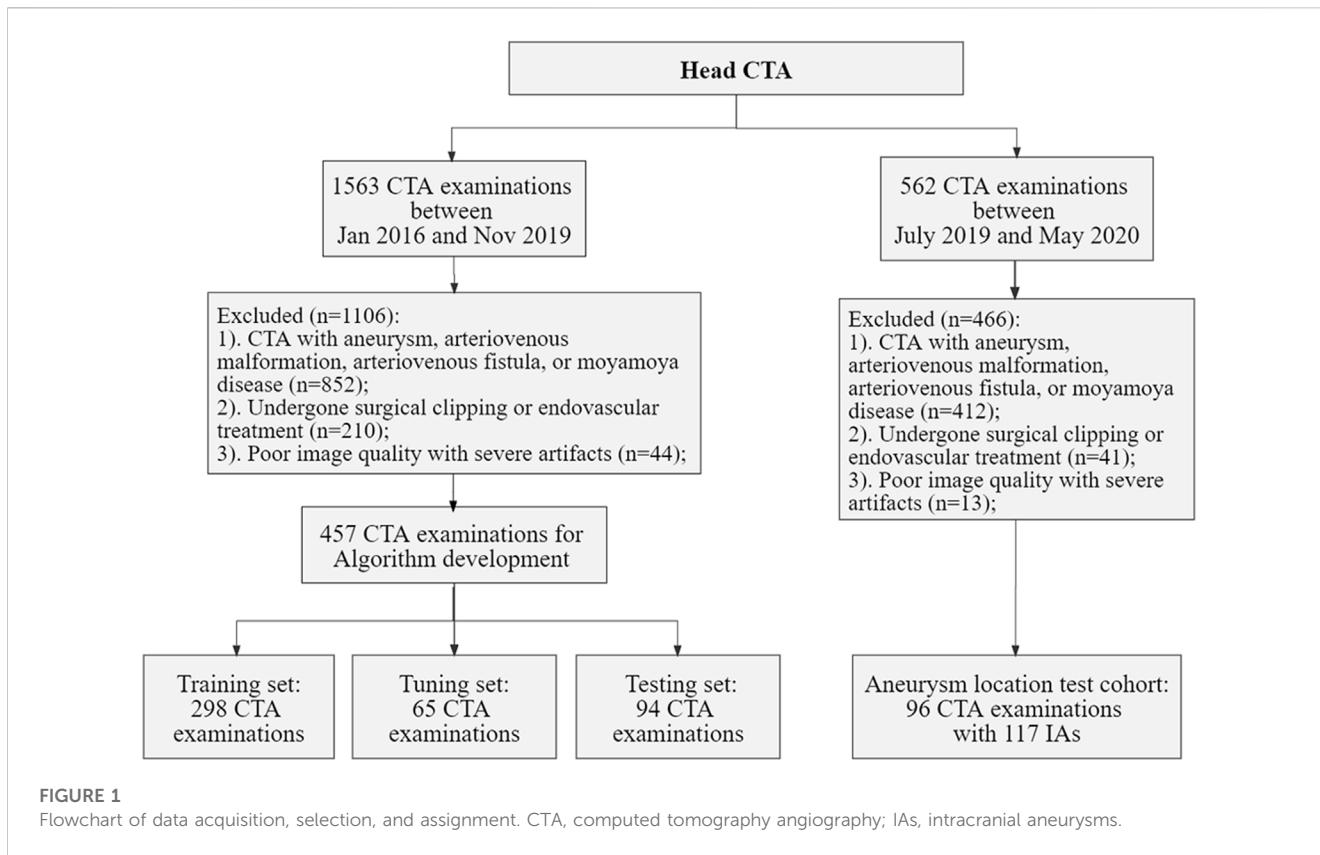 Head CTA
1563 CTA examinations
between
Jan 2016 and Nov 2019
562 CTA examinations
between
July 2019 and May 2020
Excluded (n=1106):
1). CTA with aneurysm, arteriovenous
malformation, arteriovenous fistula, or moyamoya
disease (n=852);
2). Undergone surgical clipping or endovascular
treatment (n=210);
3). Poor image quality with severe artifacts (n=44);
Excluded (n=466):
1). CTA with aneurysm,
arteriovenous malformation,
arteriovenous fistula, or moyamoya
disease (n=412);
2). Undergone surgical clipping or
endovascular treatment (n=41);
3). Poor image quality with severe
artifacts (n=13);
457 CTA examinations for
Algorithm development
Training set:
298 CTA
examinations
Tuning set:
65 CTA
examinations
Testing set:
94 CTA
examinations
Aneurysm location test cohort:
96 CTA examinations
with 117 IAs
FIGURE 1
Flowchart of data acquisition, selection, and assignment. CTA, computed tomography angiography; IAs, intracranial aneurysms.